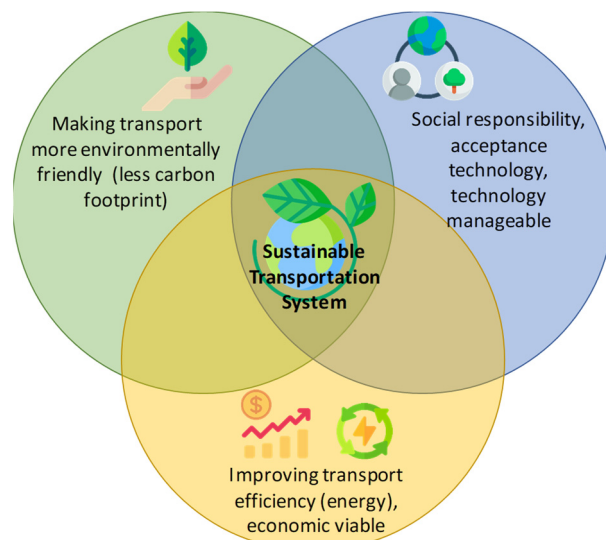 Making transport
more environmentally
friendly (less carbon
footprint)
Social responsibility,
acceptance
technology,
technology
manageable
Sustainable
Transportation
System
$
Improving transport
efficiency (energy),
economic viable